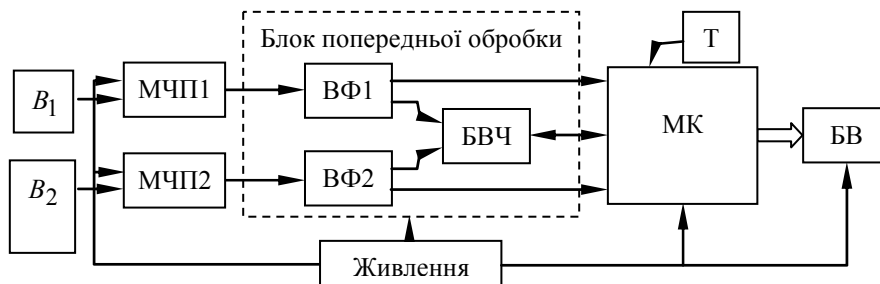 Блок попередньої обробки
Т
B1
МЧП1
ВФ1
БВЧ
МК
БВ
B2
МЧП2
ВФ2
Живлення